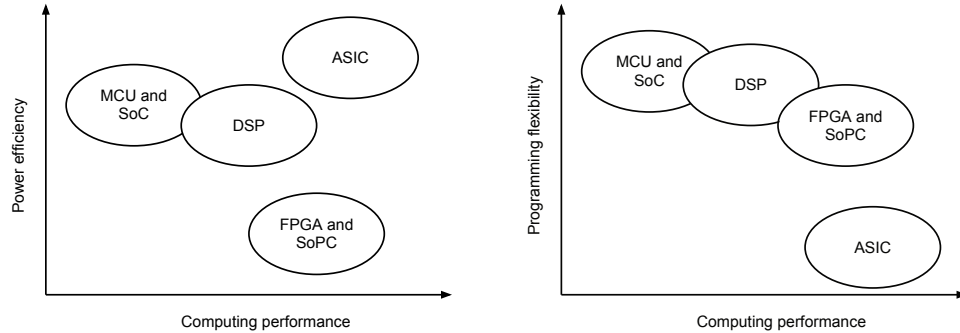 Power efficiency
ASIC
MCU and
SoC
DSP
FPGA and
SoPC
Computing performance
Programming flexibility
MCU and
SoC
DSP
FPGA and
SoPC
ASIC
Computing performance